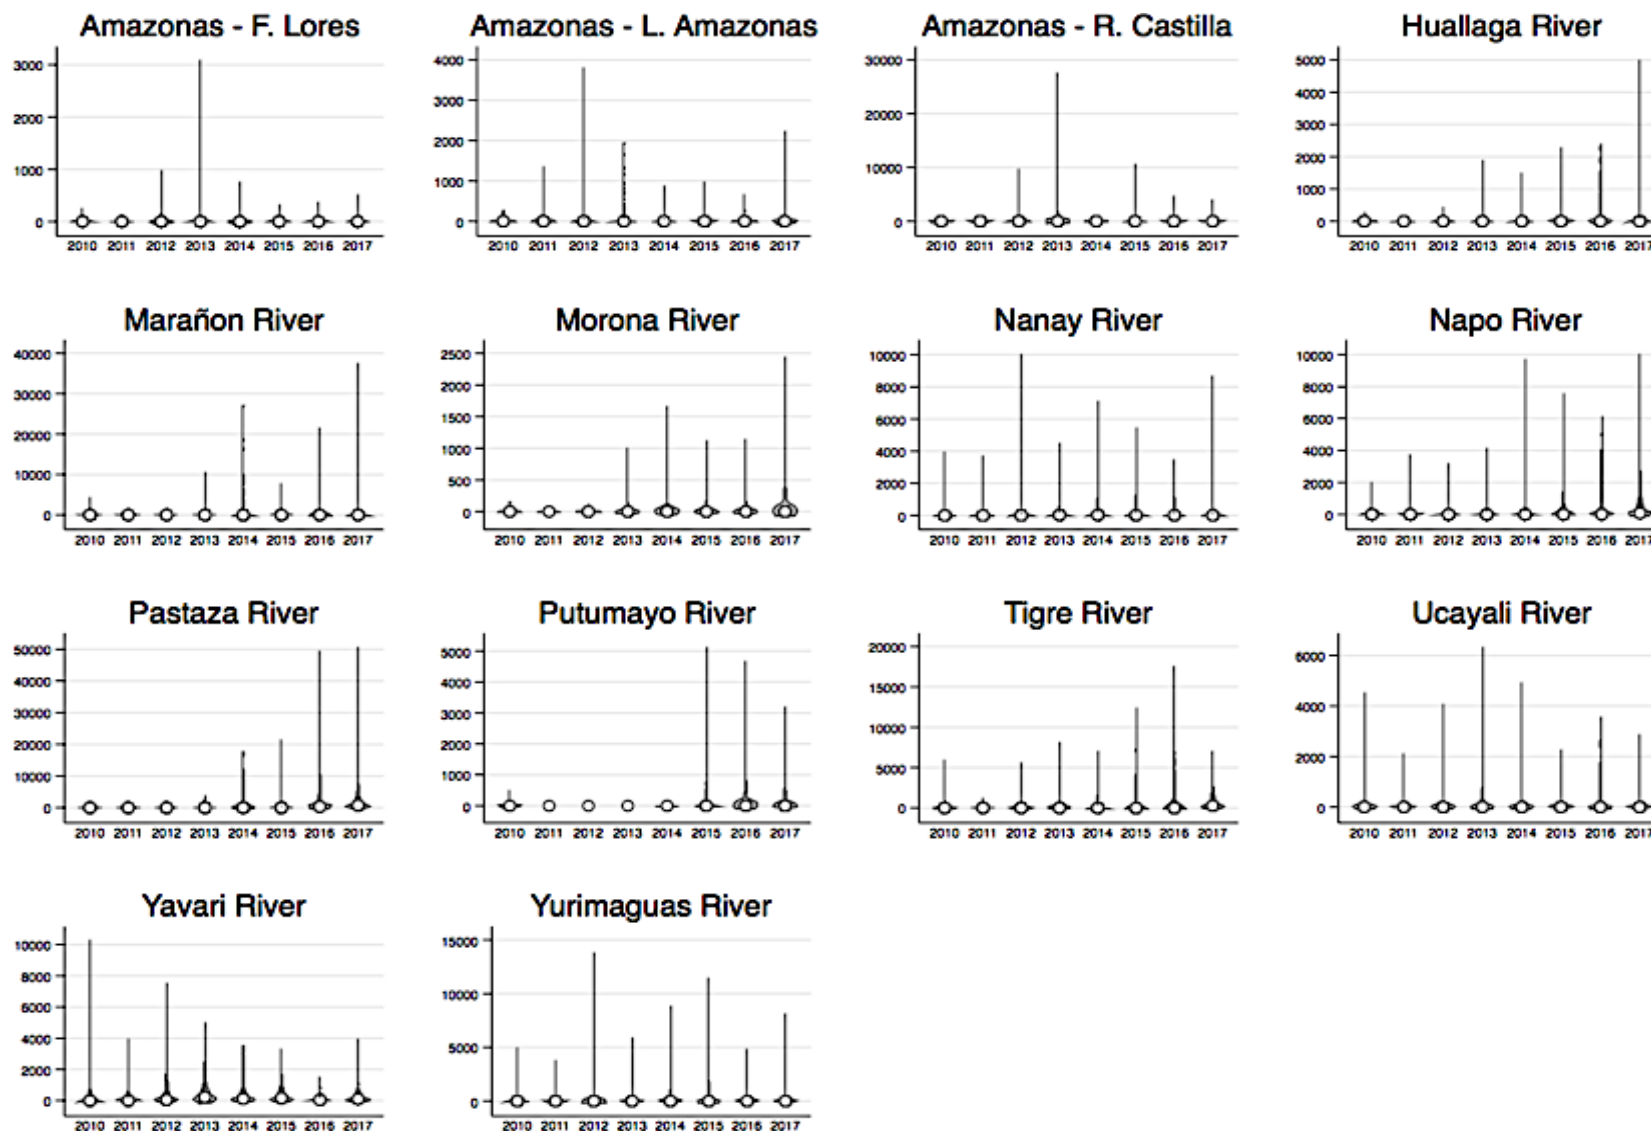 Amazonas - F. Lores
3000
2000
1000
0
2010 2011 2012 2013 2014 2015 2016 2017
Amazonas - L. Amazonas
4000
3000
2000
1000
0
2010 2011 2012 2013 2014 2015 2016 2017
Amazonas - R. Castilla
30000
20000
10000
0
2010 2011 2012 2013 2014 2015 2016 2017
Huallaga River
5000
4000
3000
2000
1000
0
2010 2011 2012 2013 2014 2015 2016 2017
Marañon River
40000
30000
20000
10000
0
2010 2011 2012 2013 2014 2015 2016 2017
Morona River
2500
2000
1500
1000
500
0
2010 2011 2012 2013 2014 2015 2016 2017
Nanay River
10000
8000
6000
4000
2000
0
2010 2011 2012 2013 2014 2015 2016 2017
Napo River
10000
8000
6000
4000
2000
0
2010 2011 2012 2013 2014 2015 2016 2017
Pastaza River
50000
40000
30000
20000
10000
0
2010 2011 2012 2013 2014 2015 2016 2017
Putumayo River
5000
4000
3000
2000
1000
0
2010 2011 2012 2013 2014 2015 2016 2017
Tigre River
20000
15000
10000
5000
0
2010 2011 2012 2013 2014 2015 2016 2017
Ucayali River
6000
4000
2000
0
2010 2011 2012 2013 2014 2015 2016 2017
Yavari River
10000
8000
6000
4000
2000
0
2010 2011 2012 2013 2014 2015 2016 2017
Yurimaguas River
15000
10000
5000
0
2010 2011 2012 2013 2014 2015 2016 2017